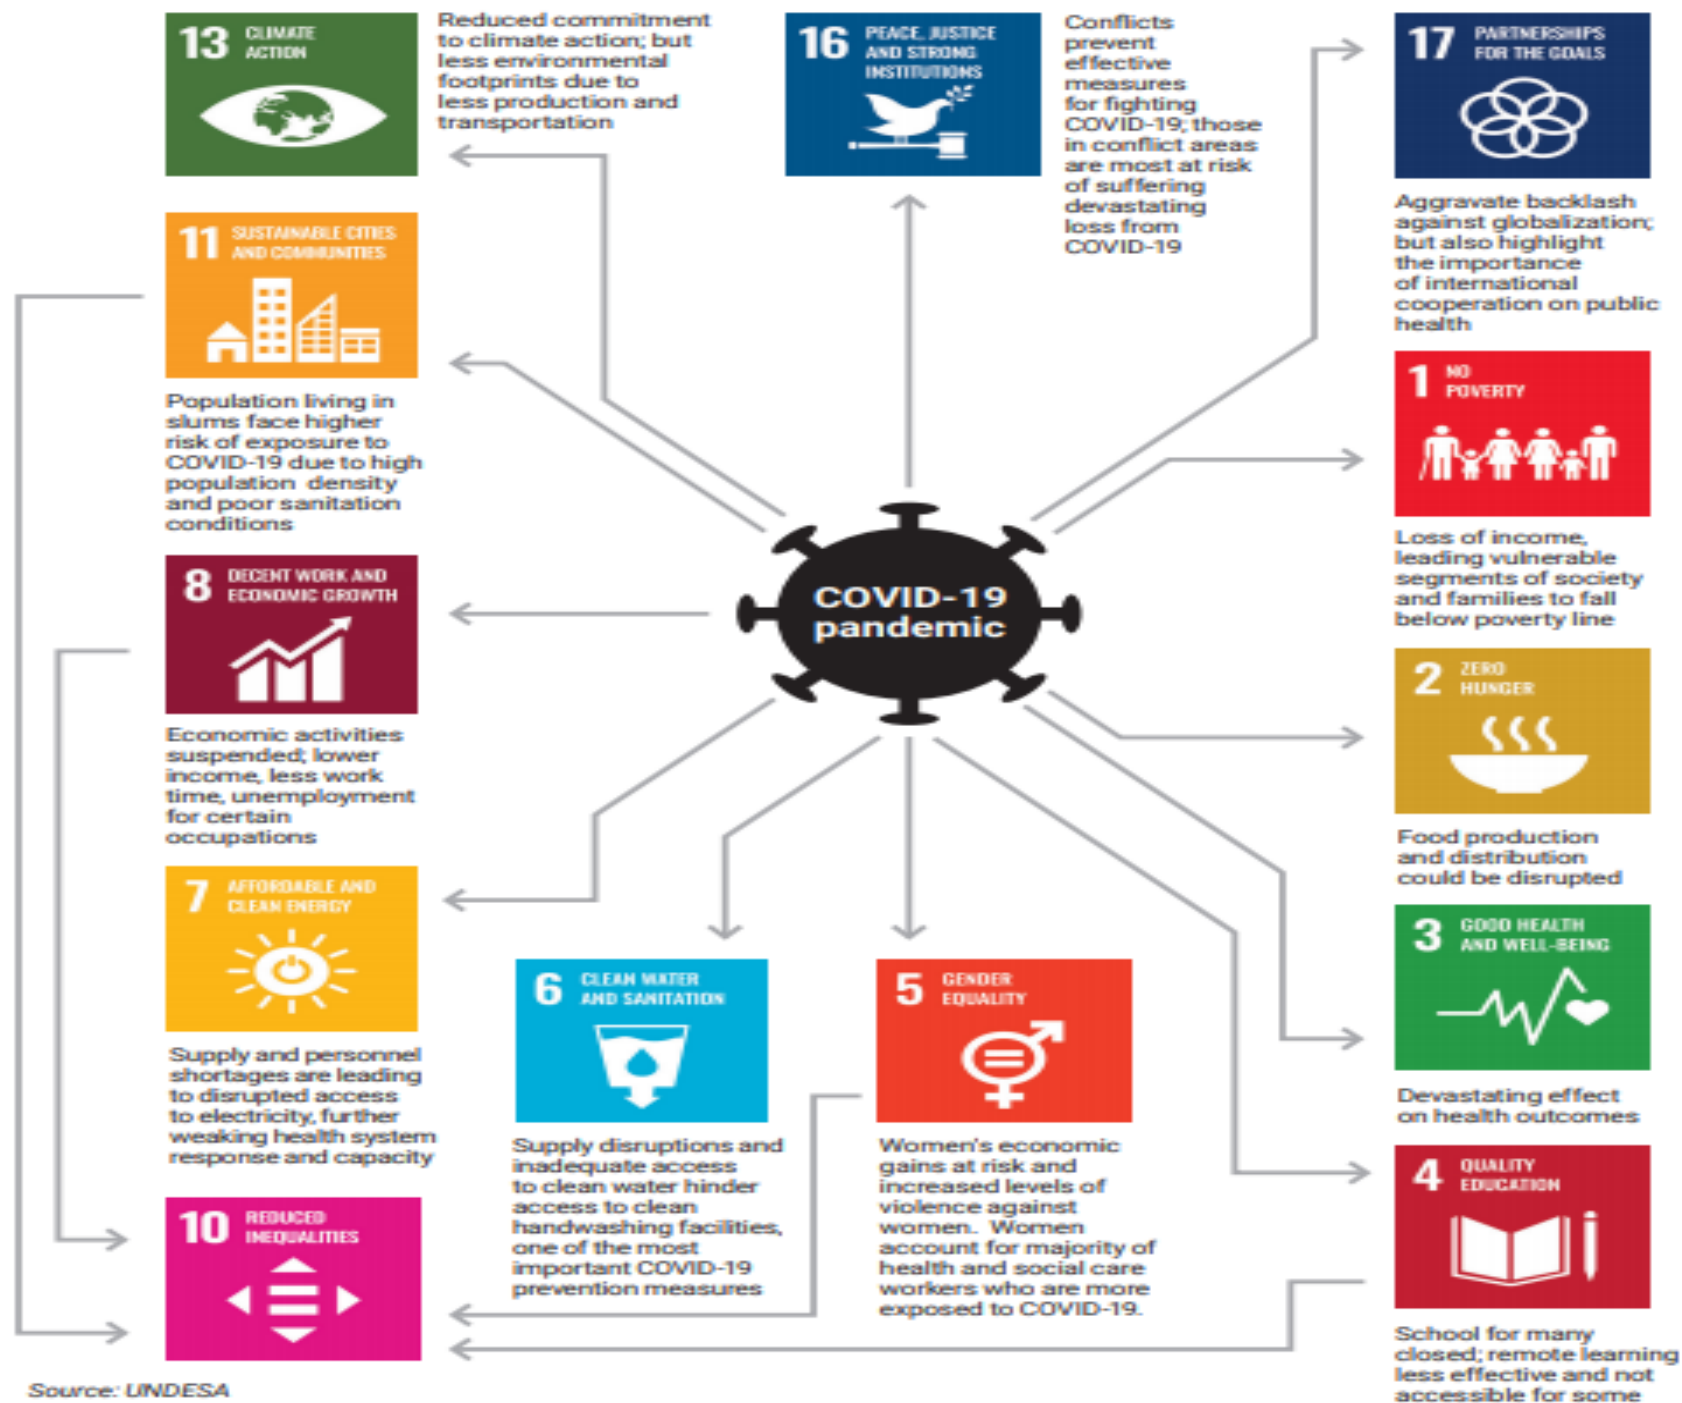 13 CLIMATE
ACTION
Reduced commitment
to climate action; but
less environmental
footprints due to
less production and
transportation
16 PEACE, JUSTICE
AND STRONG
INSTITUTIONS
Conflicts
prevent
effective
measures
for fighting
COVID-19; those
in conflict areas
are most at risk
of suffering
devastating
loss from
COVID-19
17 PARTNERSHIPS
FOR THE GOALS
Aggravate backlash
against globalization;
but also highlight
the importance
of international
cooperation on public
health
11 SUSTAINABLE CITIES
AND COMMUNITIES
Population living in
slums face higher
risk of exposure to
COVID-19 due to high
population density
and poor sanitation
conditions
1 NO
POVERTY
Loss of income,
leading vulnerable
segments of society
and families to fall
below poverty line
COVID-19
pandemic
8 DECENT WORK AND
ECONOMIC GROWTH
Economic activities
suspended; lower
income, less work
time, unemployment
for certain
occupations
2 ZERO
HUNGER
Food production
and distribution
could be disrupted
7 AFFORDABLE AND
CLEAN ENERGY
Supply and personnel
shortages are leading
to disrupted access
to electricity, further
weaking health system
response and capacity
6 CLEAN WATER
AND SANITATION
Supply disruptions and
inadequate access
to clean water hinder
access to clean
handwashing facilities,
one of the most
important COVID-19
prevention measures
5 GENDER
EQUALITY
Women's economic
gains at risk and
increased levels of
violence against
women. Women
account for majority of
health and social care
workers who are more
exposed to COVID-19.
3 GOOD HEALTH
AND WELL-BEING
Devastating effect
on health outcomes
4 QUALITY
EDUCATION
School for many
closed; remote learning
less effective and not
accessible for some
10 REDUCED
INEQUALITIES
Source: UNDESA